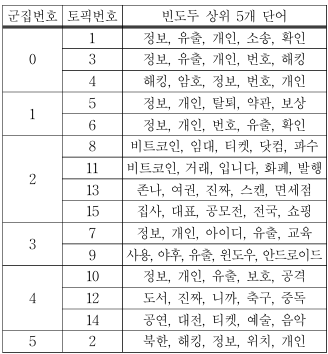 군집번호 토픽번호 빈도두 상위 5개 단어
0
1 정보, 유출, 개인, 소송, 확인
3 정보, 유출, 개인, 번호, 해킹
4 해킹, 암호, 정보, 번호, 개인
1
5 정보, 개인, 탈퇴, 약관, 보상
6 정보, 개인, 번호, 유출, 확인
2
8 비트코인, 임대, 티켓, 닷컴, 파수
11 비트코인, 거래, 입니다, 화폐, 발행
13 존나, 여권, 진짜, 스캔, 면세점
15 집사, 대표, 공모전, 전국, 쇼핑
3
7 정보, 개인, 아이디, 유출, 교육
9 사용, 야후, 유출, 윈도우, 안드로이드
4
10 정보, 개인, 유출, 보호, 공격
12 도서, 진짜, 니까, 축구, 중독
14 공연, 대전, 티켓, 예술, 음악
5 2 북한, 해킹, 정보, 위치, 개인